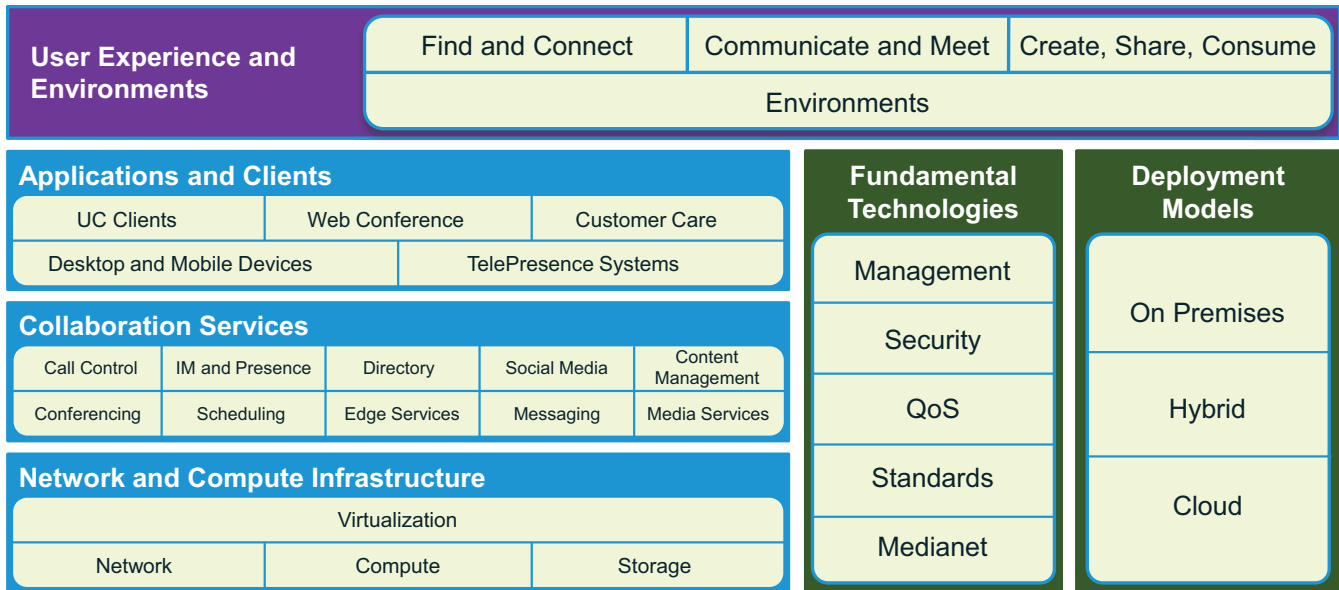 User Experience and
Environments
Find and Connect
Communicate and Meet
Create, Share, Consume
Environments
Applications and Clients
UC Clients
Web Conference
Customer Care
Desktop and Mobile Devices
TelePresence Systems
Collaboration Services
Call Control
IM and Presence
Directory
Social Media
Content
Management
Conferencing
Scheduling
Edge Services
Messaging
Media Services
Network and Compute Infrastructure
Virtualization
Network
Compute
Storage
Fundamental
Technologies
Management
Security
QoS
Standards
Medianet
Deployment
Models
On Premises
Hybrid
Cloud